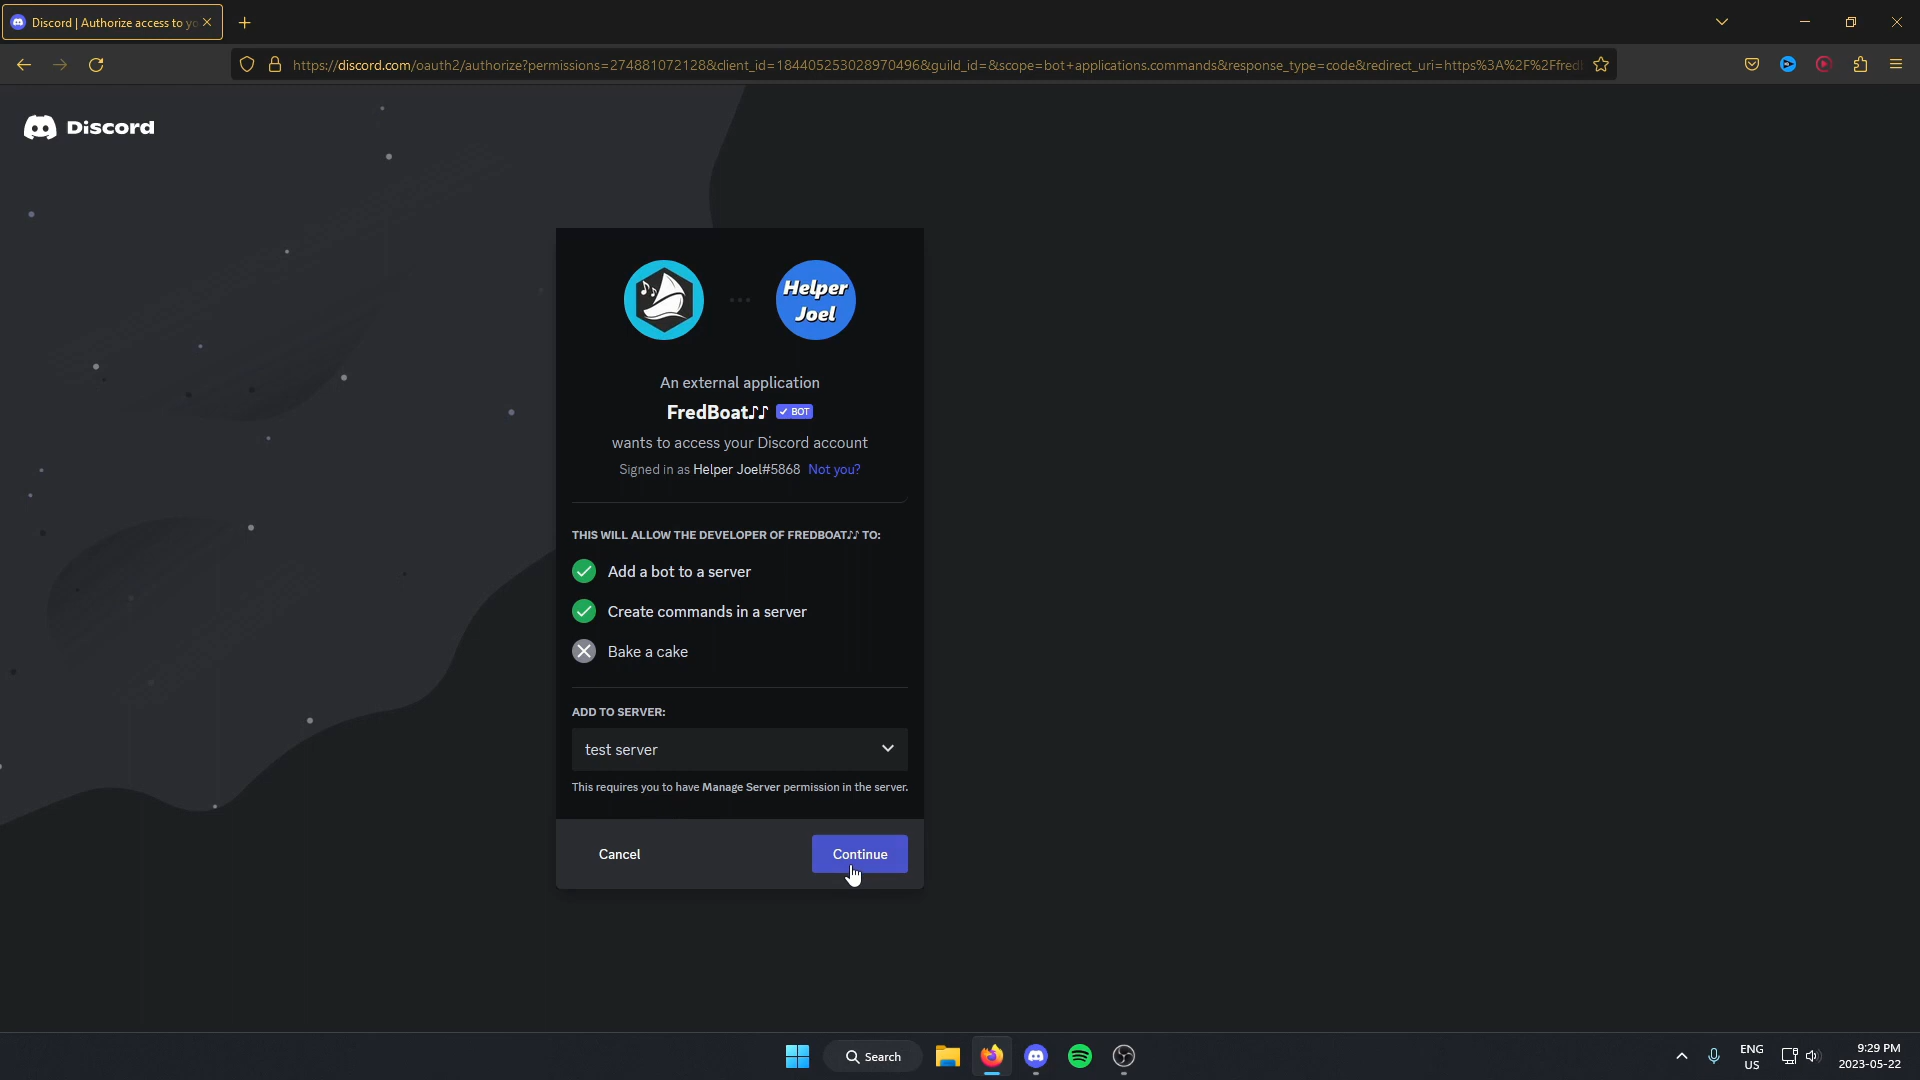 Discord | Authorize access to yo
https://discord.com/oauth2/authorize?permissions=274881072128&client_id=184405253028970496&guild_id=&scope=bot+applications.commands&response_type=code&redirect_uri=https%3A%2F%2Ffred
Discord
Helper
Joel
An external application
FredBoat♪♪ ✓ BOT
wants to access your Discord account
Signed in as Helper Joel#5868 Not you?
THIS WILL ALLOW THE DEVELOPER OF FREDBOAT♪♪ TO:
Add a bot to a server
Create commands in a server
Bake a cake
ADD TO SERVER:
test server
This requires you to have Manage Server permission in the server.
Cancel
Continue
Search
ENG
US
9:29 PM
2023-05-22